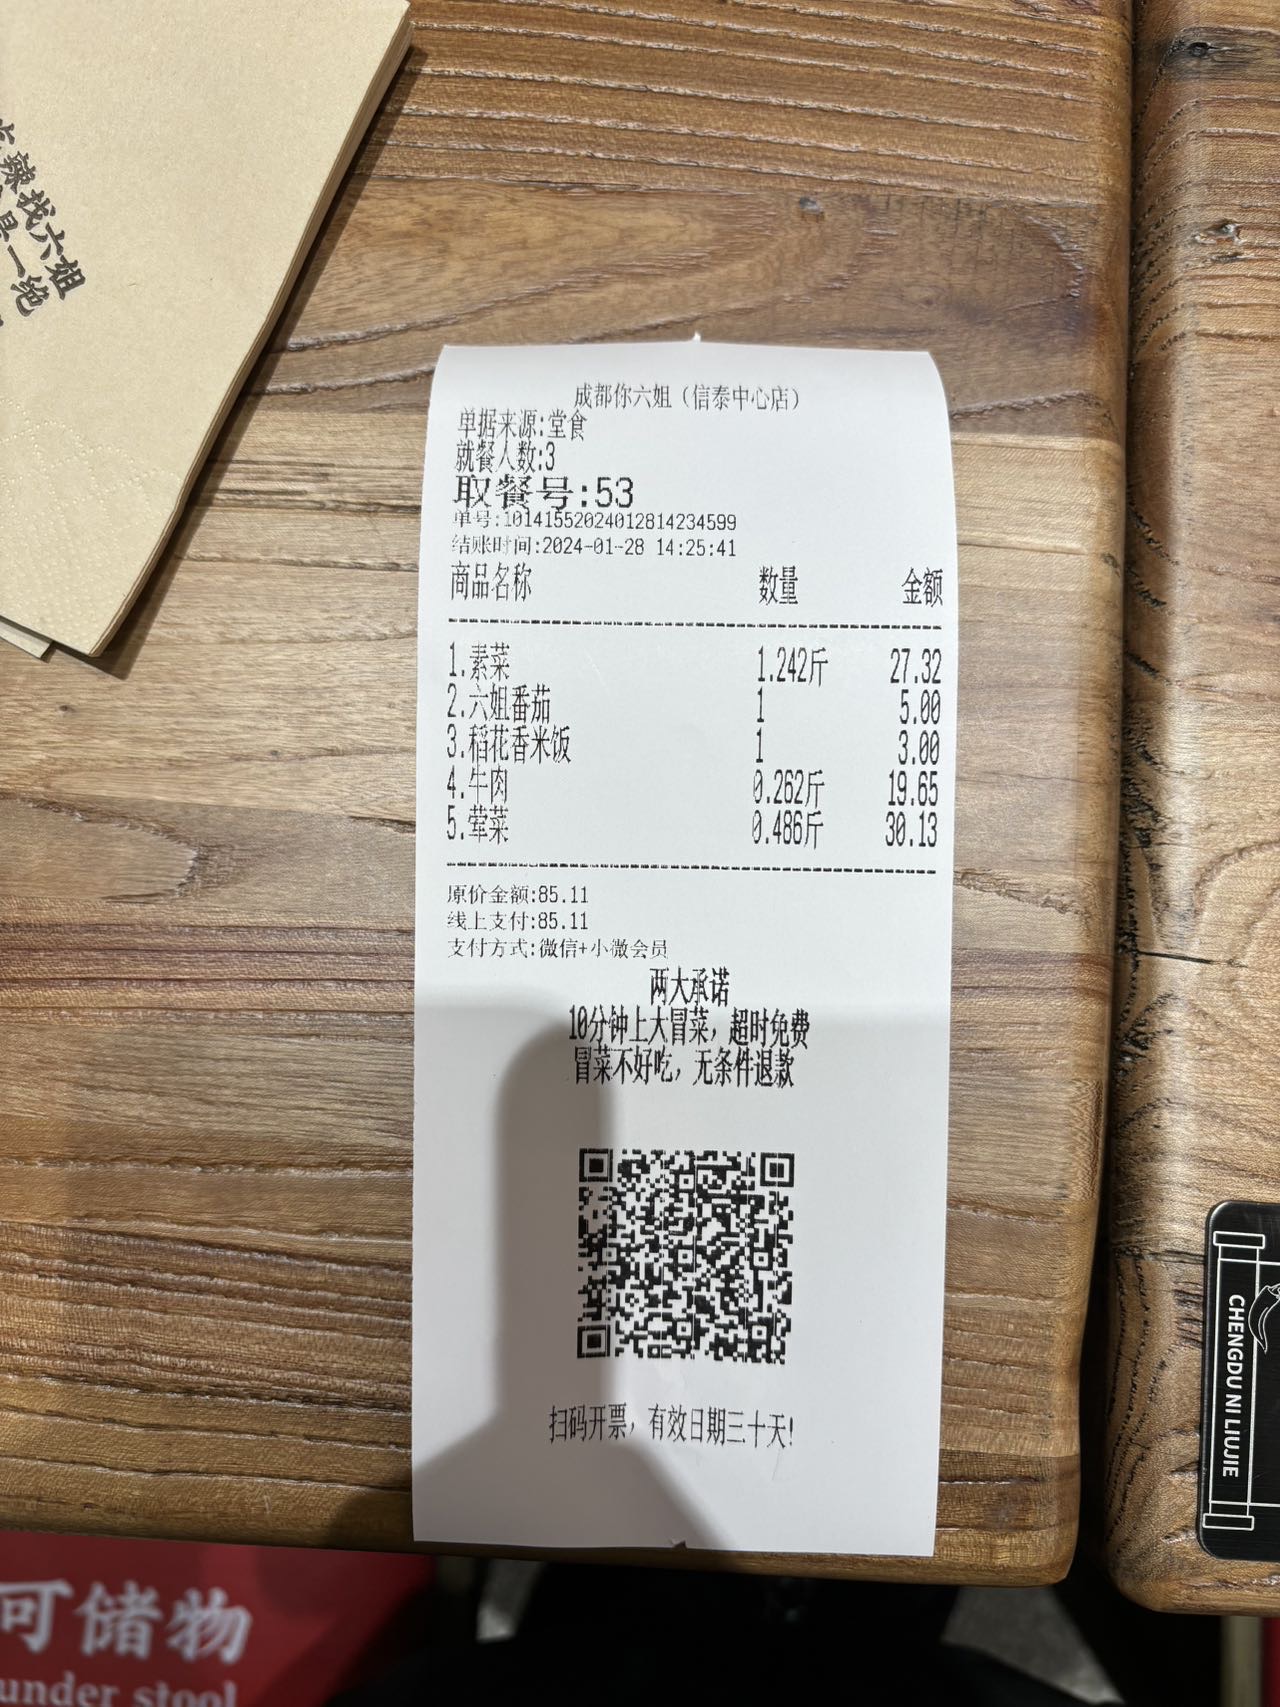 辣找六姐
一绝
成都你六姐（信泰中心店）
单据来源:堂食
就餐人数:3
取餐号:53
单号:10141552024012814234599
结账时间:2024-01-28 14:25:41
商品名称 数量 金额
1.素菜 1.242斤 27.32
2.六姐番茄 1 5.00
3.稻花香米饭 1 3.00
4.牛肉 0.262斤 19.65
5.荤菜 0.486斤 30.13
原价金额:85.11
线上支付:85.11
支付方式:微信+小微会员
两大承诺
10分钟上大冒菜，超时免费
冒菜不好吃，无条件退款
扫码开票，有效日期三十天!
CHENGDU NI LIUJIE
可储物
under stool